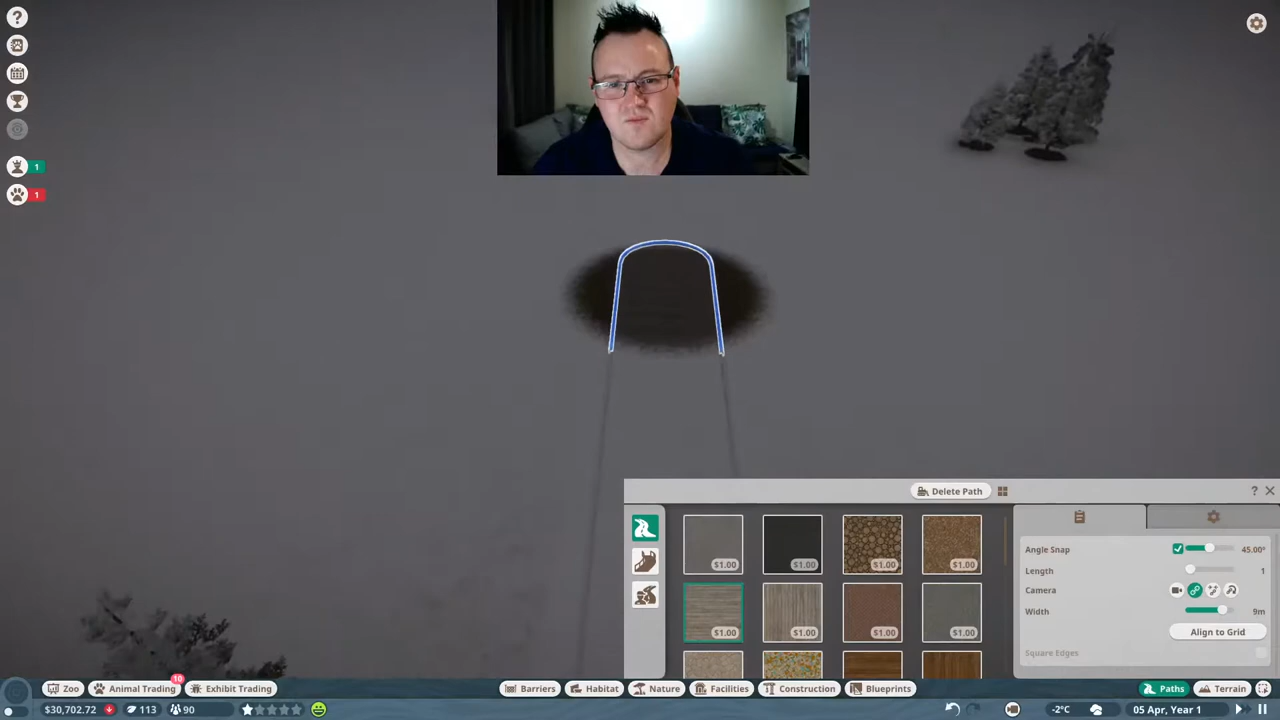 ?
1
1
Delete Path
?
$1.00 $1.00 $1.00 $1.00
$1.00 $1.00 $1.00 $1.00
Angle Snap 45.00°
Length 1
Camera
Width 9m
Align to Grid
Square Edges
Zoo Animal Trading 10 Exhibit Trading Barriers Habitat Nature Facilities Construction Blueprints Paths Terrain
$30,702.72 113 90 -2°C 05 Apr, Year 1